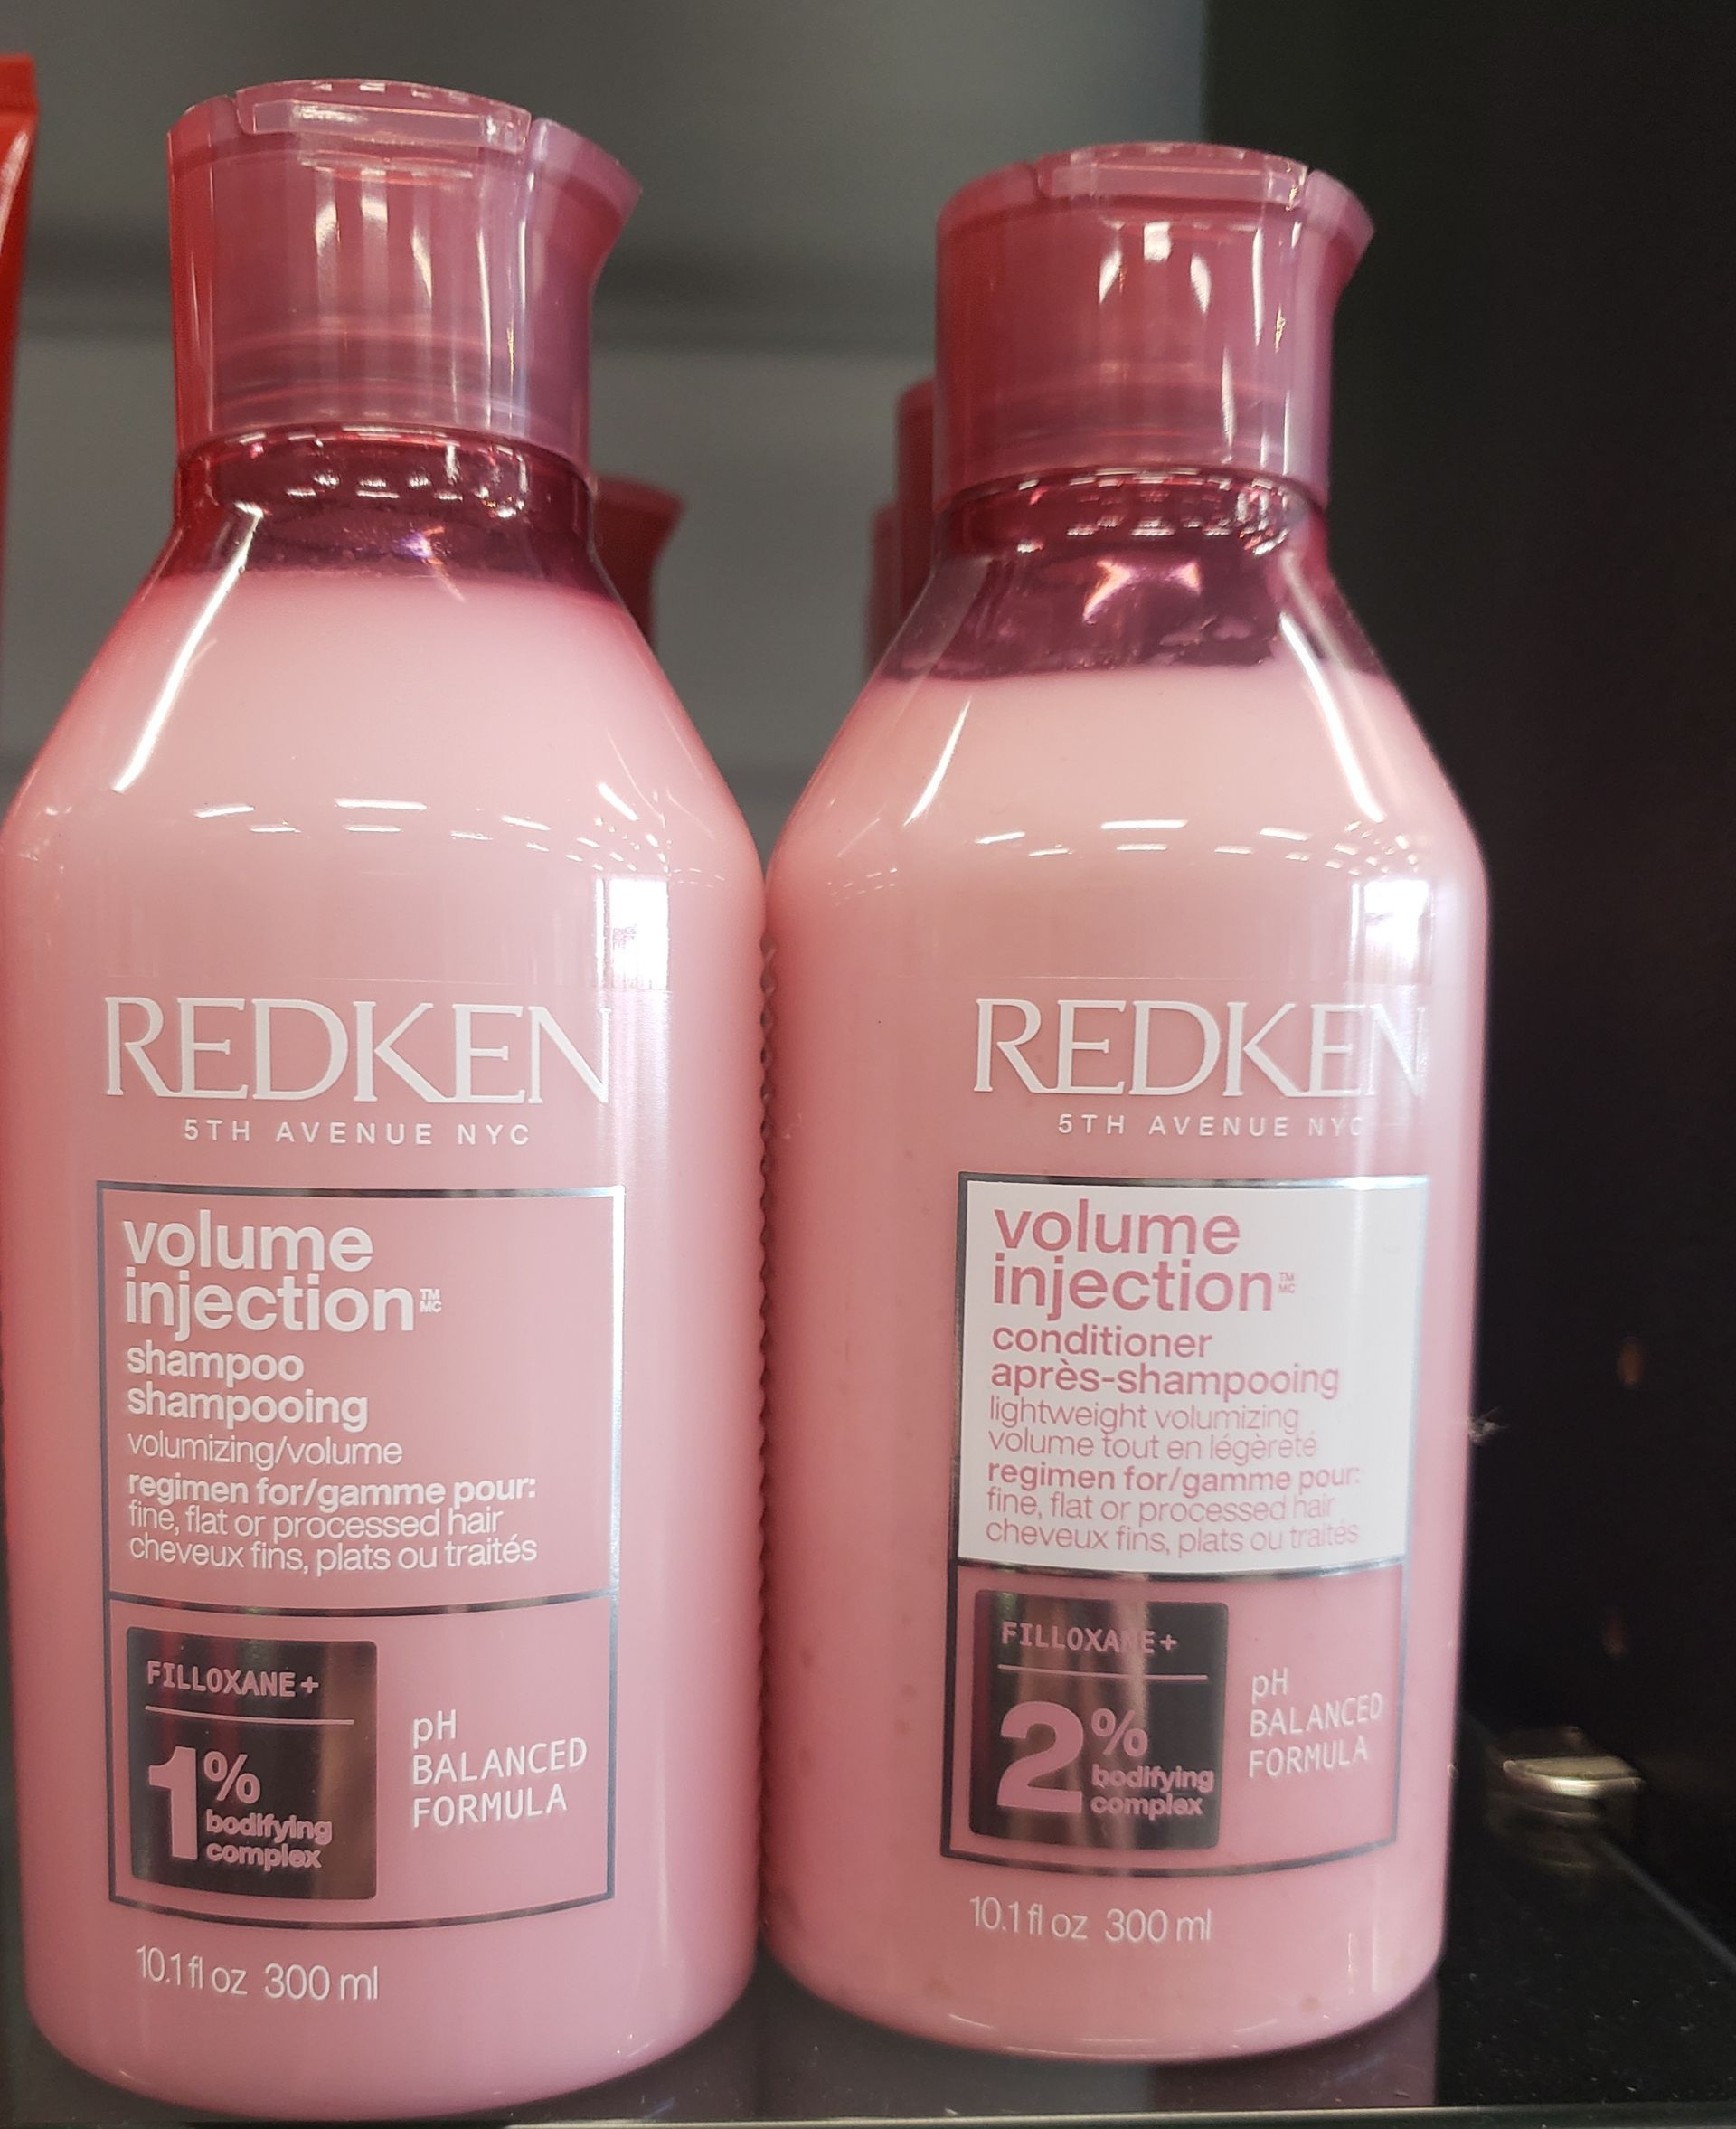 REDKEN
5TH AVENUE NYC
volume
injection™ MC
shampoo
shampooing
volumizing/volume
regimen for/gamme pour:
fine, flat or processed hair
cheveux fins, plats ou traités
FILLOXANE+
1%
bodifying
complex
pH
BALANCED
FORMULA
10.1 fl oz 300 ml
REDKEN
5TH AVENUE NYC
volume
injection™ MC
conditioner
après-shampooing
lightweight volumizing
volume tout en légèreté
regimen for/gamme pour:
fine, flat or processed hair
cheveux fins, plats ou traités
FILLOXANE+
2%
bodifying
complex
pH
BALANCED
FORMULA
10.1 fl oz 300 ml